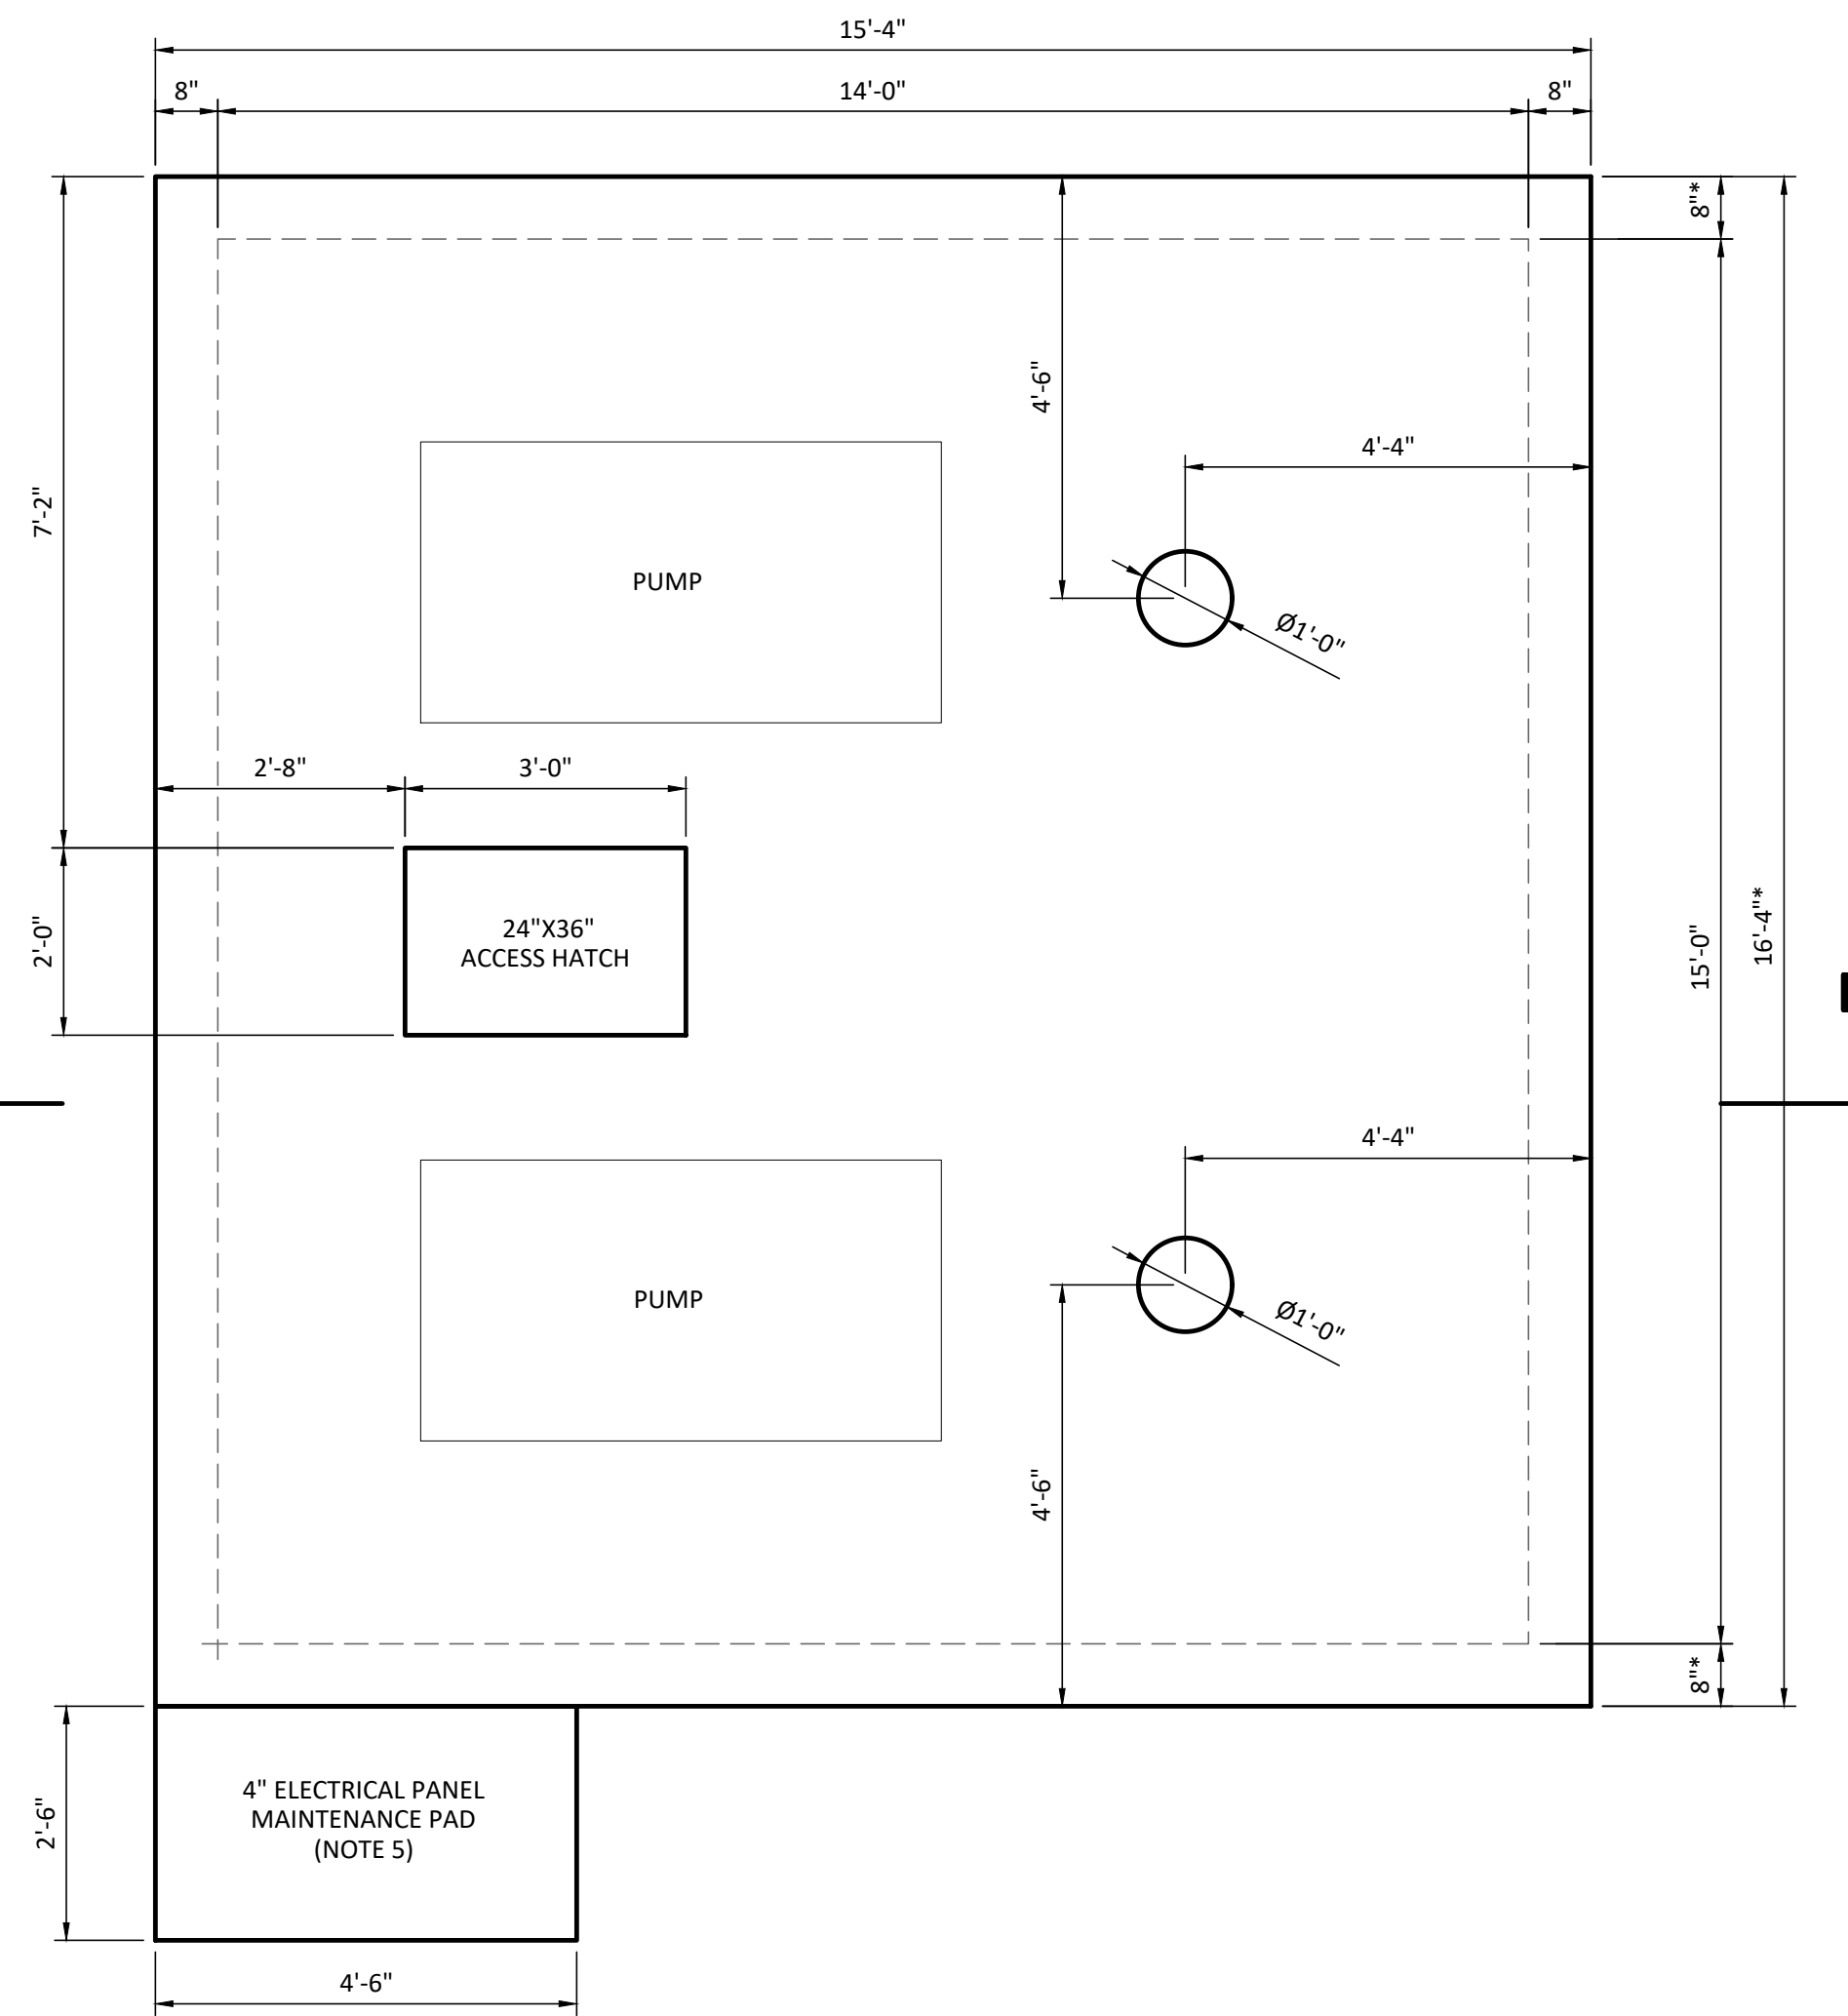 15'-4"
8"
14'-0"
8"
8"*
4'-6"
4'-4"
7'-2"
PUMP
Ø1'-0"
2'-8"
3'-0"
24"X36"
ACCESS HATCH
2'-0"
15'-0"
16'-4"*
4'-4"
PUMP
Ø1'-0"
4'-6"
8"*
4" ELECTRICAL PANEL
MAINTENANCE PAD
(NOTE 5)
2'-6"
4'-6"